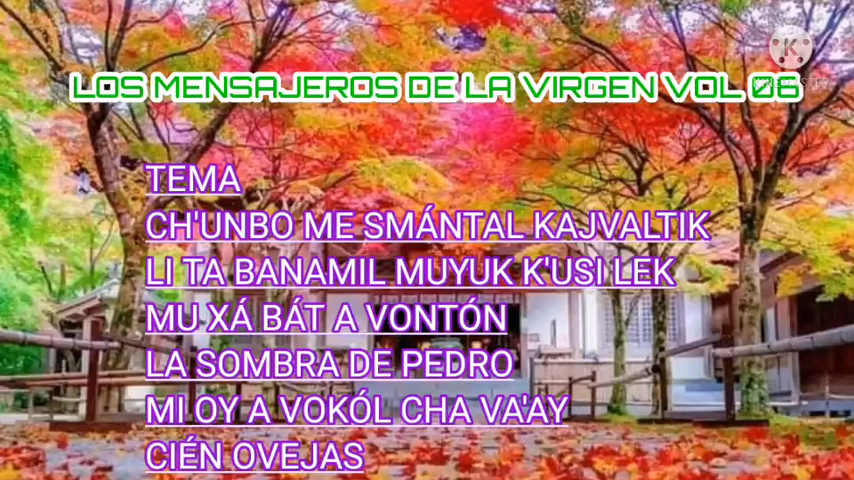 LOS MENSAJEROS DE LA VIRGEN VOL 06
TEMA
CH'UNBO ME SMÁNTAL KAJVALTIK
LI TA BANAMIL MUYUK K'USI LEK
MU XÁ BÁT A VONTÓN
LA SOMBRA DE PEDRO
MI OY A VOKÓL CHA VA'AY
CIÉN OVEJAS
K
KINEMASTER